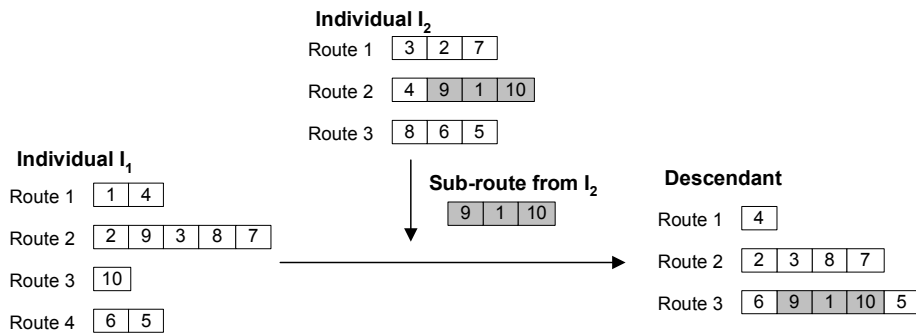 Individual I2
Route 1 3 2 7
Route 2 4 9 1 10
Route 3 8 6 5
Individual I1
Route 1 1 4
Route 2 2 9 3 8 7
Route 3 10
Route 4 6 5
Sub-route from I2
9 1 10
Descendant
Route 1 4
Route 2 2 3 8 7
Route 3 6 9 1 10 5